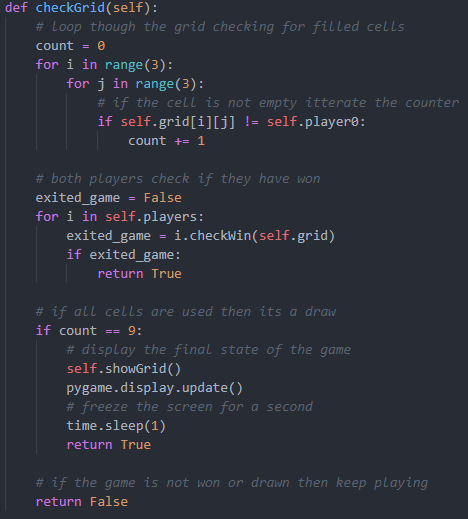 def checkGrid(self):
    # loop though the grid checking for filled cells
    count = 0
    for i in range(3):
        for j in range(3):
            # if the cell is not empty itterate the counter
            if self.grid[i][j] != self.player0:
                count += 1

    # both players check if they have won
    exited_game = False
    for i in self.players:
        exited_game = i.checkWin(self.grid)
        if exited_game:
            return True

    # if all cells are used then its a draw
    if count == 9:
        # display the final state of the game
        self.showGrid()
        pygame.display.update()
        # freeze the screen for a second
        time.sleep(1)
        return True

    # if the game is not won or drawn then keep playing
    return False